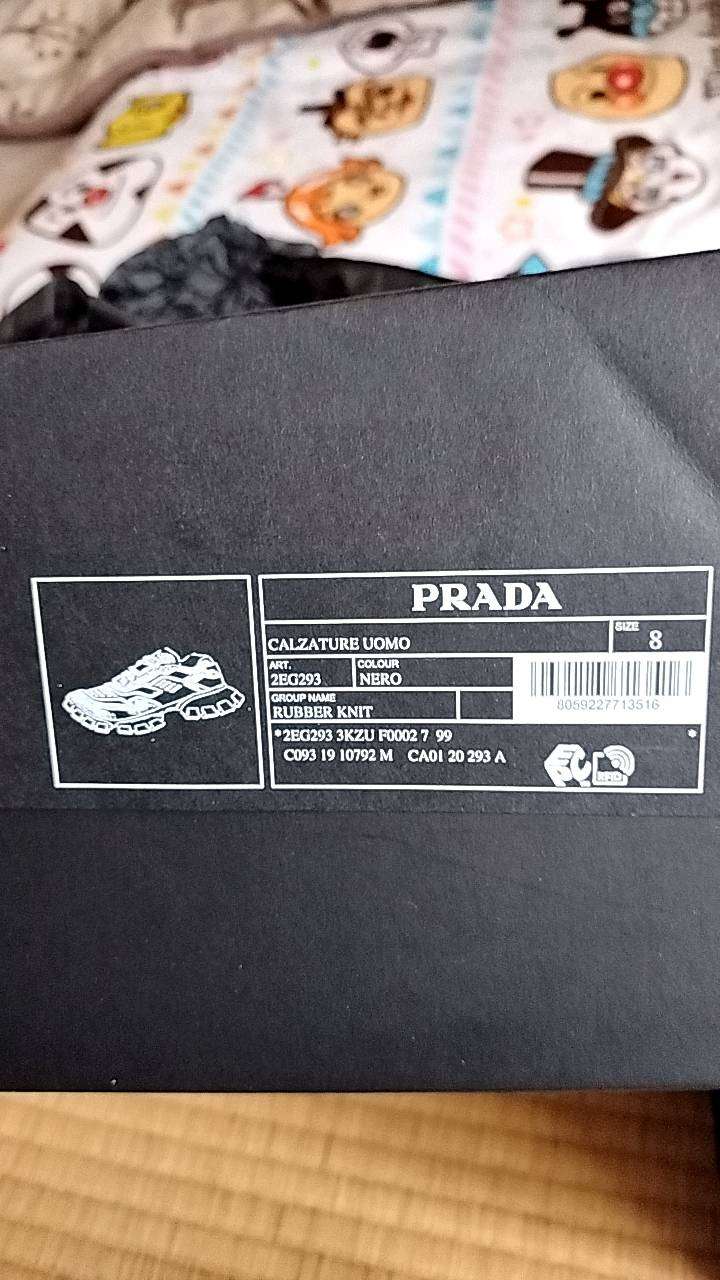 PRADA
CALZATURE UOMO
SIZE
8
ART.
2EG293
COLOUR
NERO
GROUP NAME
RUBBER KNIT
8059227713516
*2EG293 3KZU F0002 7 99 *
C093 19 10792 M CA01 20 293 A